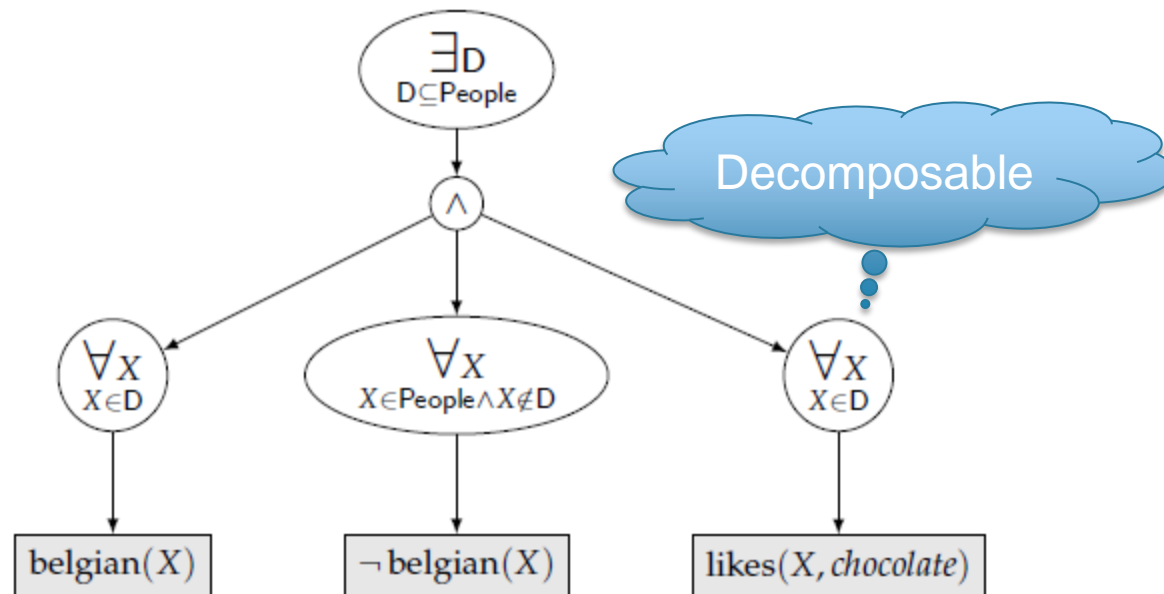 ∃D
D⊆People
Decomposable
∧
∀X
X∈D
∀X
X∈People∧X∉D
∀X
X∈D
belgian(X)
¬ belgian(X)
likes(X, chocolate)